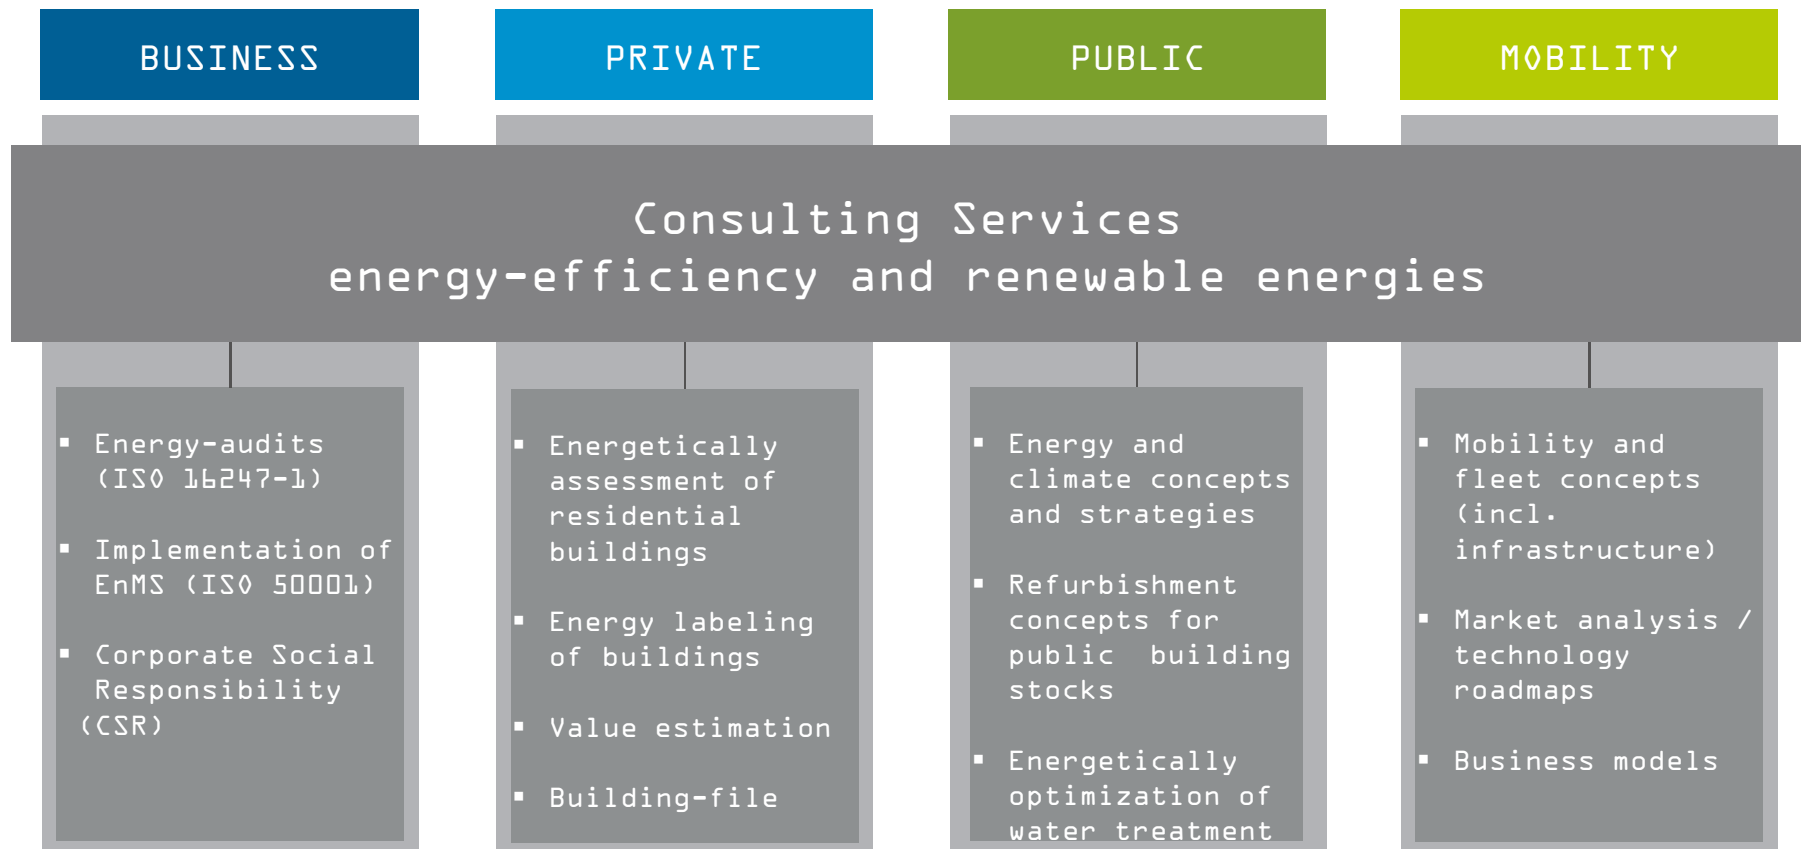 BUSINESS
PRIVATE
PUBLIC
MOBILITY
Consulting Services
energy-efficiency and renewable energies
▪ Energy-audits
(ISO 16247-1)
▪ Implementation of
EnMS (ISO 50001)
▪ Corporate Social
Responsibility
(CSR)
▪ Energetically
assessment of
residential
buildings
▪ Energy labeling
of buildings
▪ Value estimation
▪ Building-file
▪ Energy and
climate concepts
and strategies
▪ Refurbishment
concepts for
public  building
stocks
▪ Energetically
optimization of
water treatment
▪ Mobility and
fleet concepts
(incl.
infrastructure)
▪ Market analysis /
technology
roadmaps
▪ Business models